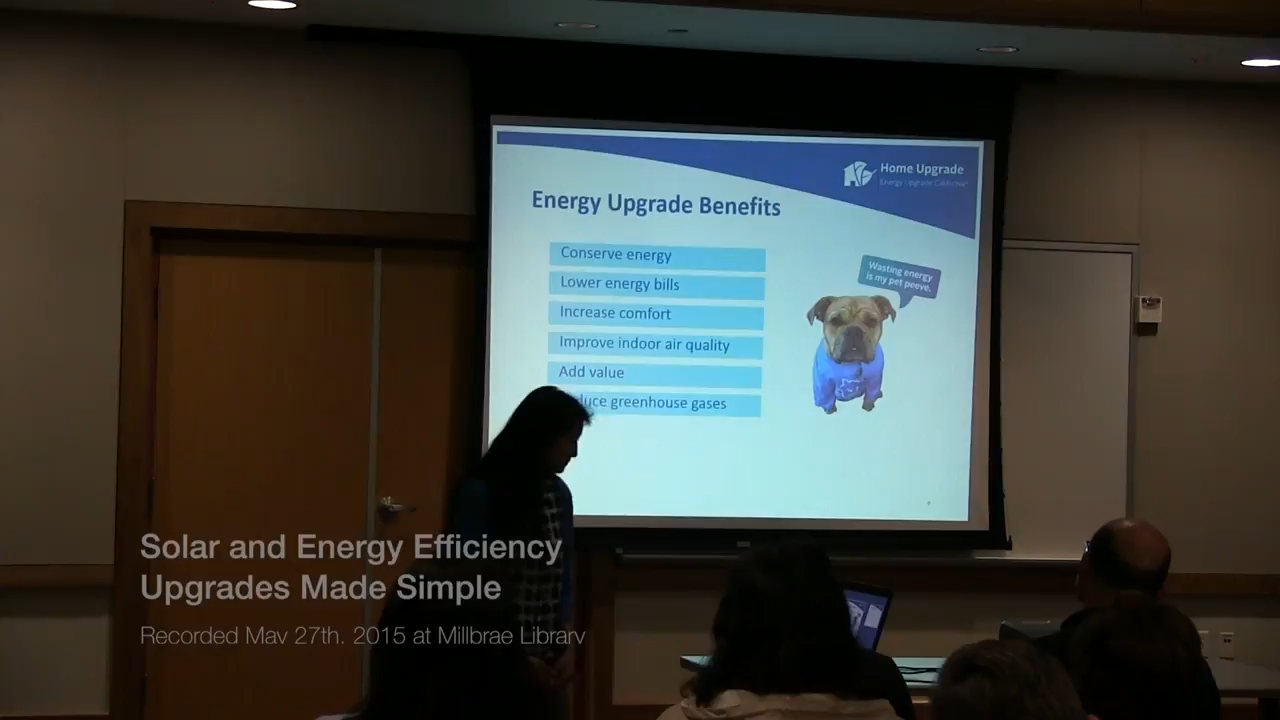 Home Upgrade
Energy Upgrade California
Energy Upgrade Benefits
Conserve energy
Lower energy bills
Increase comfort
Improve indoor air quality
Add value
duce greenhouse gases
Wasting energy
is my pet peeve.
Solar and Energy Efficiency
Upgrades Made Simple
Recorded May 27th, 2015 at Millbrae Library